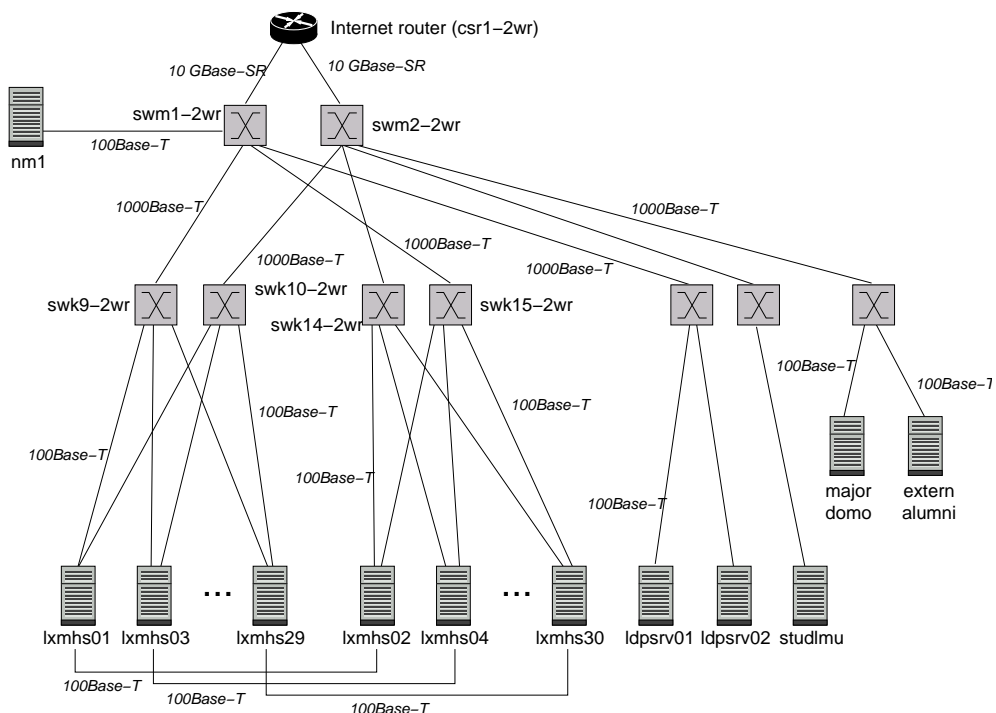 Internet router (csr1−2wr)
10 GBase−SR
10 GBase−SR
swm1−2wr
swm2−2wr
100Base−T
nm1
1000Base−T
1000Base−T
1000Base−T
1000Base−T
1000Base−T
swk9−2wr
swk10−2wr
swk14−2wr
swk15−2wr
100Base−T
100Base−T
100Base−T
100Base−T
100Base−T
100Base−T
100Base−T
major
domo
extern
alumni
...
...
lxmhs01
lxmhs03
lxmhs29
lxmhs02
lxmhs04
lxmhs30
ldpsrv01
ldpsrv02
studlmu
100Base−T
100Base−T
100Base−T